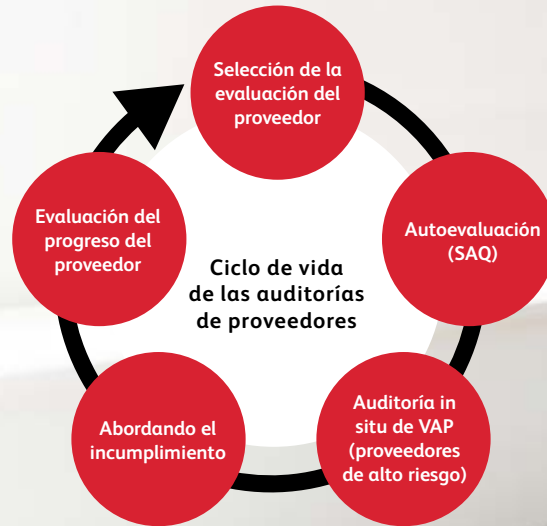 Selección de la
evaluación del
proveedor
Autoevaluación
(SAQ)
Auditoría in
situ de VAP
(proveedores
de alto riesgo)
Abordando el
incumplimiento
Evaluación del
progreso del
proveedor
Ciclo de vida
de las auditorías
de proveedores